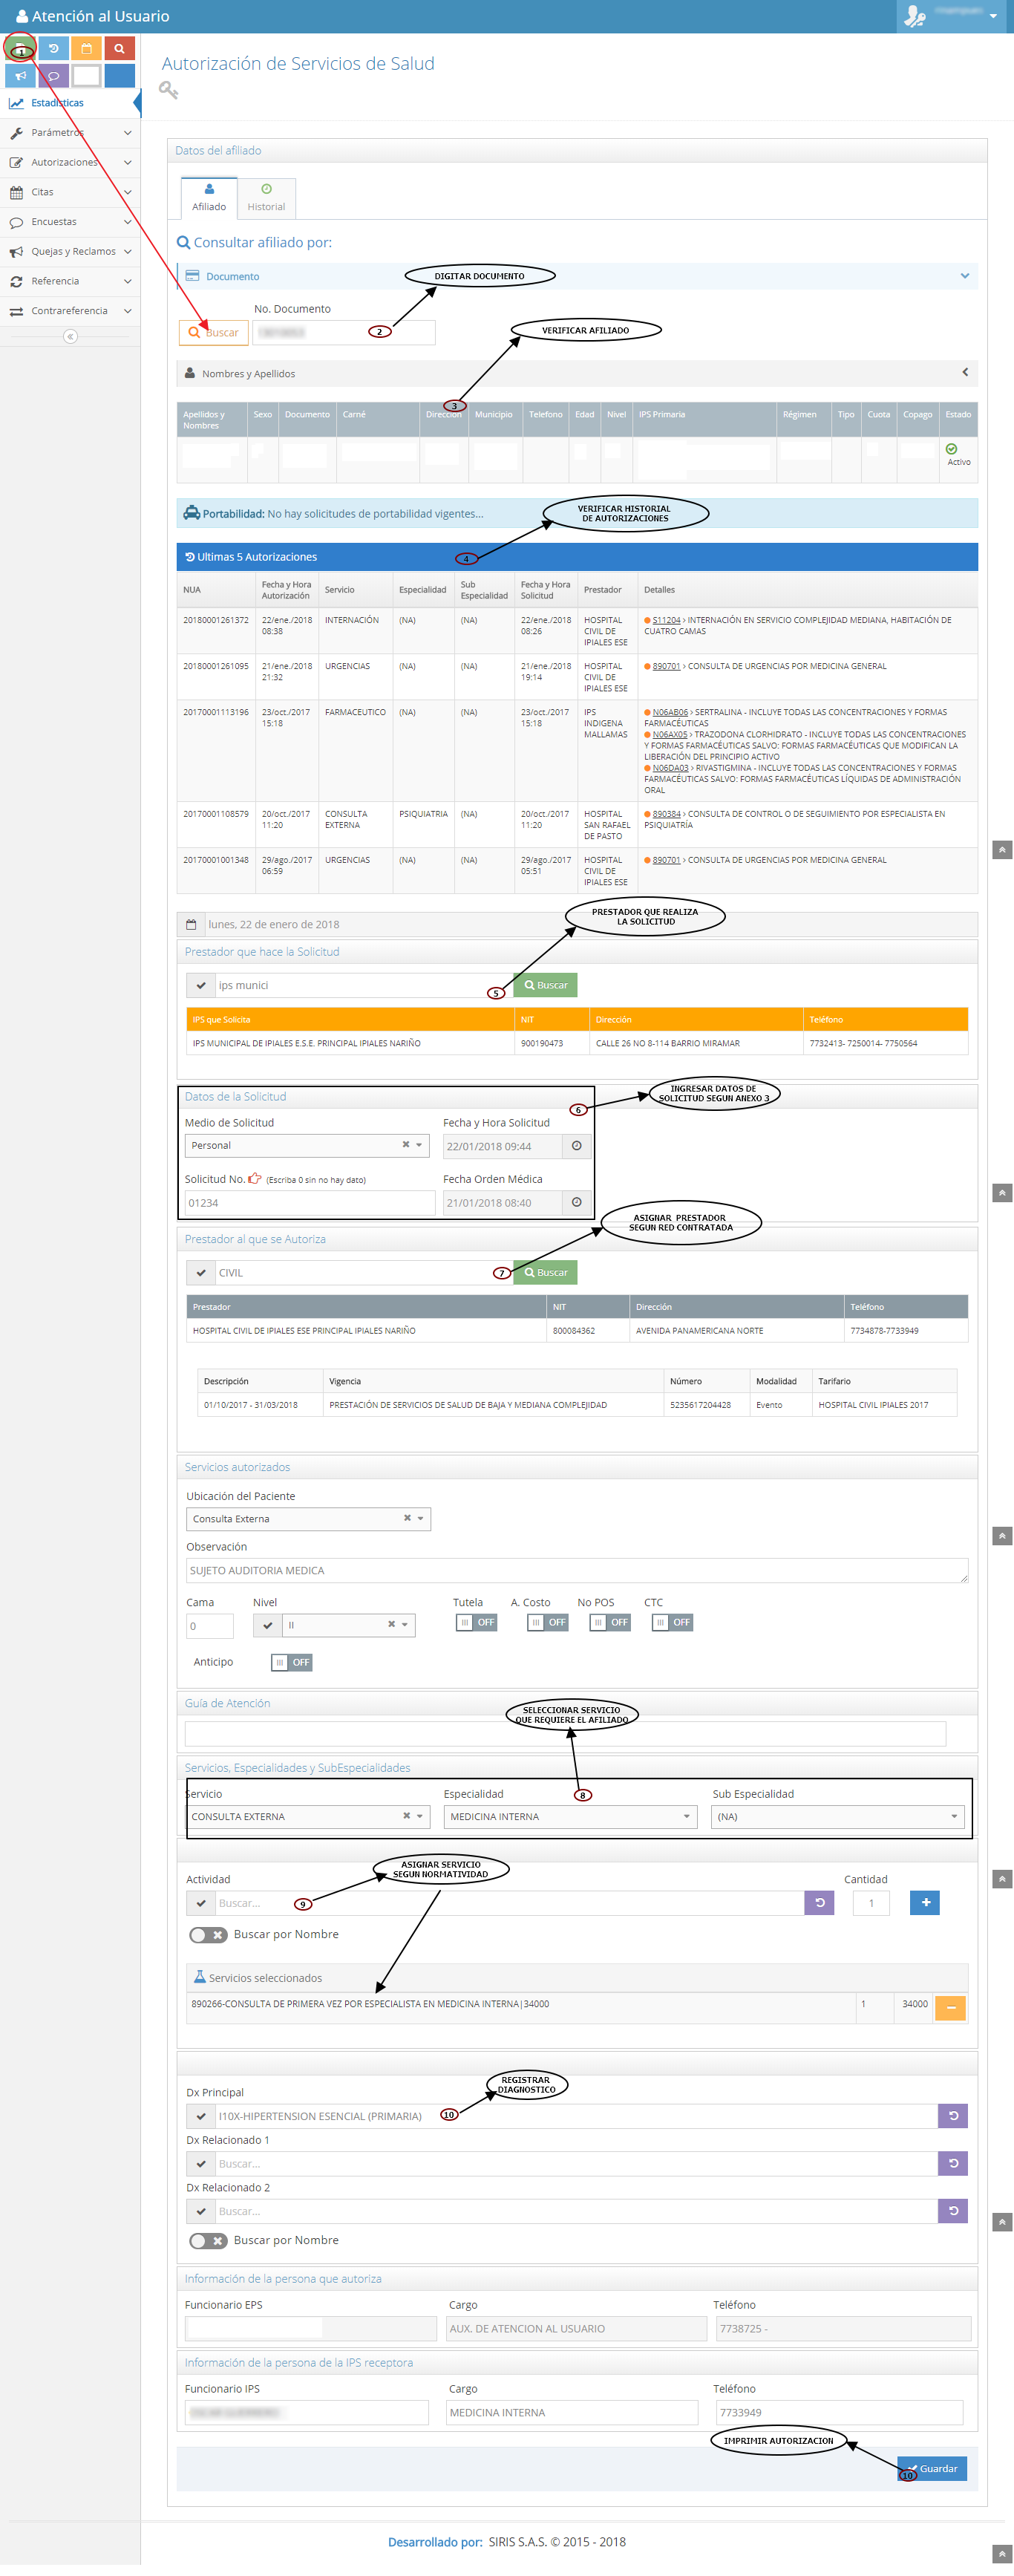 Atención al Usuario
1
Estadísticas
Parámetros
Autorizaciones
Citas
Encuestas
Quejas y Reclamos
Referencia
Contrareferencia
Autorización de Servicios de Salud
Datos del afiliado
Afiliado
Historial
Consultar afiliado por:
Documento
DIGITAR DOCUMENTO
No. Documento
Buscar
2
VERIFICAR AFILIADO
Nombres y Apellidos
3
Apellidos y Nombres Sexo Documento Carné Dirección Municipio Telefono Edad Nivel IPS Primaria Régimen Tipo Cuota Copago Estado
Activo
VERIFICAR HISTORIAL
DE AUTORIZACIONES
Portabilidad: No hay solicitudes de portabilidad vigentes...
Ultimas 5 Autorizaciones
4
NUA Fecha y Hora Autorización Servicio Especialidad Sub Especialidad Fecha y Hora Solicitud Prestador Detalles
20180001261372 22/ene./2018 08:38 INTERNACIÓN (NA) (NA) 22/ene./2018 08:26 HOSPITAL CIVIL DE IPIALES ESE S11204 › INTERNACIÓN EN SERVICIO COMPLEJIDAD MEDIANA, HABITACIÓN DE CUATRO CAMAS
20180001261095 21/ene./2018 21:32 URGENCIAS (NA) (NA) 21/ene./2018 19:14 HOSPITAL CIVIL DE IPIALES ESE 890701 › CONSULTA DE URGENCIAS POR MEDICINA GENERAL
20170001113196 23/oct./2017 15:18 FARMACEUTICO (NA) (NA) 23/oct./2017 15:18 IPS INDIGENA MALLAMAS N06AB06 › SERTRALINA - INCLUYE TODAS LAS CONCENTRACIONES Y FORMAS FARMACÉUTICAS
N06AX05 › TRAZODONA CLORHIDRATO - INCLUYE TODAS LAS CONCENTRACIONES Y FORMAS FARMACÉUTICAS SALVO: FORMAS FARMACÉUTICAS QUE MODIFICAN LA LIBERACIÓN DEL PRINCIPIO ACTIVO
N06DA03 › RIVASTIGMINA - INCLUYE TODAS LAS CONCENTRACIONES Y FORMAS FARMACÉUTICAS SALVO: FORMAS FARMACÉUTICAS LÍQUIDAS DE ADMINISTRACIÓN ORAL
20170001108579 20/oct./2017 11:20 CONSULTA EXTERNA PSIQUIATRIA (NA) 20/oct./2017 11:20 HOSPITAL SAN RAFAEL DE PASTO 890384 › CONSULTA DE CONTROL O DE SEGUIMIENTO POR ESPECIALISTA EN PSIQUIATRÍA
20170001001348 29/ago./2017 06:59 URGENCIAS (NA) (NA) 29/ago./2017 05:51 HOSPITAL CIVIL DE IPIALES ESE 890701 › CONSULTA DE URGENCIAS POR MEDICINA GENERAL
PRESTADOR QUE REALIZA
LA SOLICITUD
lunes, 22 de enero de 2018
Prestador que hace la Solicitud
ips munici
Buscar
5
IPS que Solicita NIT Dirección Teléfono
IPS MUNICIPAL DE IPIALES E.S.E. PRINCIPAL IPIALES NARIÑO 900190473 CALLE 26 NO 8-114 BARRIO MIRAMAR 7732413- 7250014- 7750564
Datos de la Solicitud
6
INGRESAR DATOS DE
SOLICITUD SEGUN ANEXO 3
Medio de Solicitud Fecha y Hora Solicitud
Personal 22/01/2018 09:44
Solicitud No. (Escriba 0 sin no hay dato) Fecha Orden Médica
01234 21/01/2018 08:40
ASIGNAR PRESTADOR
SEGUN RED CONTRATADA
Prestador al que se Autoriza
CIVIL
7
Buscar
Prestador NIT Dirección Teléfono
HOSPITAL CIVIL DE IPIALES ESE PRINCIPAL IPIALES NARIÑO 800084362 AVENIDA PANAMERICANA NORTE 7734878-7733949
Descripción Vigencia Número Modalidad Tarifario
01/10/2017 - 31/03/2018 PRESTACIÓN DE SERVICIOS DE SALUD DE BAJA Y MEDIANA COMPLEJIDAD 5235617204428 Evento HOSPITAL CIVIL IPIALES 2017
Servicios autorizados
Ubicación del Paciente
Consulta Externa
Observación
SUJETO AUDITORIA MEDICA
Cama Nivel Tutela A. Costo No POS CTC
0 II OFF OFF OFF OFF
Anticipo OFF
Guía de Atención
SELECCIONAR SERVICIO
QUE REQUIERE EL AFILIADO
Servicios, Especialidades y SubEspecialidades
Servicio Especialidad 8 Sub Especialidad
CONSULTA EXTERNA MEDICINA INTERNA (NA)
ASIGNAR SERVICIO
SEGUN NORMATIVIDAD
Actividad Cantidad
Buscar... 9 1
Buscar por Nombre
Servicios seleccionados
890266-CONSULTA DE PRIMERA VEZ POR ESPECIALISTA EN MEDICINA INTERNA|34000 1 34000
REGISTRAR
DIAGNOSTICO
Dx Principal
I10X-HIPERTENSION ESENCIAL (PRIMARIA) 10
Dx Relacionado 1
Buscar...
Dx Relacionado 2
Buscar...
Buscar por Nombre
Información de la persona que autoriza
Funcionario EPS Cargo Teléfono
AUX. DE ATENCION AL USUARIO 7738725 -
Información de la persona de la IPS receptora
Funcionario IPS Cargo Teléfono
MEDICINA INTERNA 7733949
IMPRIMIR AUTORIZACION
Guardar
10
Desarrollado por: SIRIS S.A.S. © 2015 - 2018